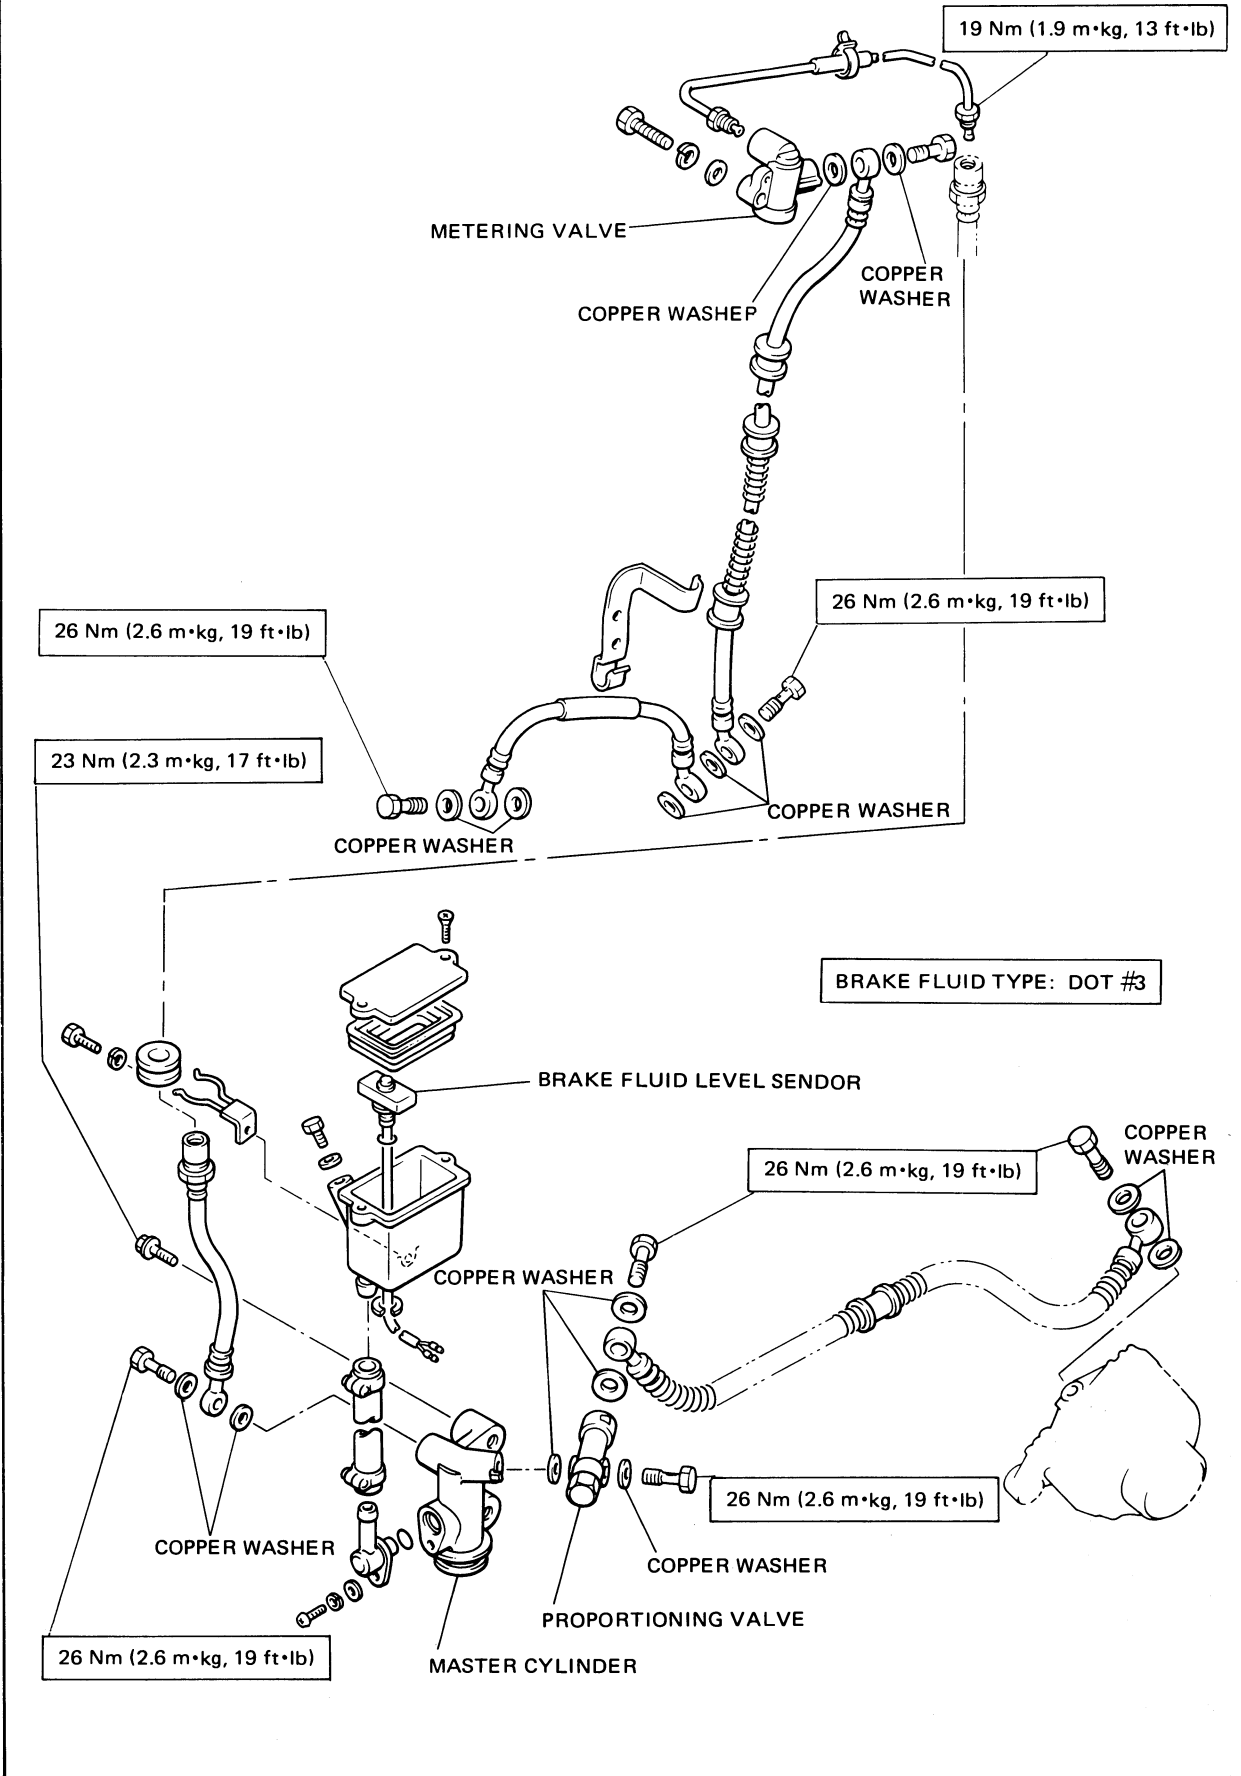 19 Nm (1.9 m•kg, 13 ft•lb)
METERING VALVE
COPPER
WASHER
COPPER WASHER
26 Nm (2.6 m•kg, 19 ft•lb)
26 Nm (2.6 m•kg, 19 ft•lb)
23 Nm (2.3 m•kg, 17 ft•lb)
COPPER WASHER
COPPER WASHER
BRAKE FLUID TYPE: DOT #3
BRAKE FLUID LEVEL SENDOR
COPPER
WASHER
26 Nm (2.6 m•kg, 19 ft•lb)
COPPER WASHER
26 Nm (2.6 m•kg, 19 ft•lb)
COPPER WASHER
COPPER WASHER
PROPORTIONING VALVE
26 Nm (2.6 m•kg, 19 ft•lb)
MASTER CYLINDER